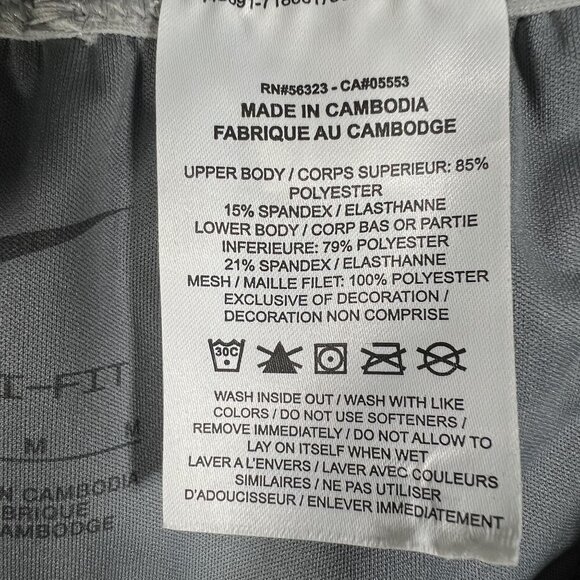 RN#56323 - CA#05553
MADE IN CAMBODIA
FABRIQUE AU CAMBODGE
UPPER BODY / CORPS SUPERIEUR: 85%
POLYESTER
15% SPANDEX / ELASTHANNE
LOWER BODY / CORP BAS OR PARTIE
INFERIEURE: 79% POLYESTER
21% SPANDEX / ELASTHANNE
MESH / MAILLE FILET: 100% POLYESTER
EXCLUSIVE OF DECORATION /
DECORATION NON COMPRISE
30C
WASH INSIDE OUT / WASH WITH LIKE
COLORS / DO NOT USE SOFTENERS /
REMOVE IMMEDIATELY / DO NOT ALLOW TO
LAY ON ITSELF WHEN WET
LAVER A L'ENVERS / LAVER AVEC COULEURS
SIMILAIRES / NE PAS UTILISER
D'ADOUCISSEUR / ENLEVER IMMEDIATEMENT
I-FIT
M M
N CAMBODIA
FABRIQU
AMBODGE